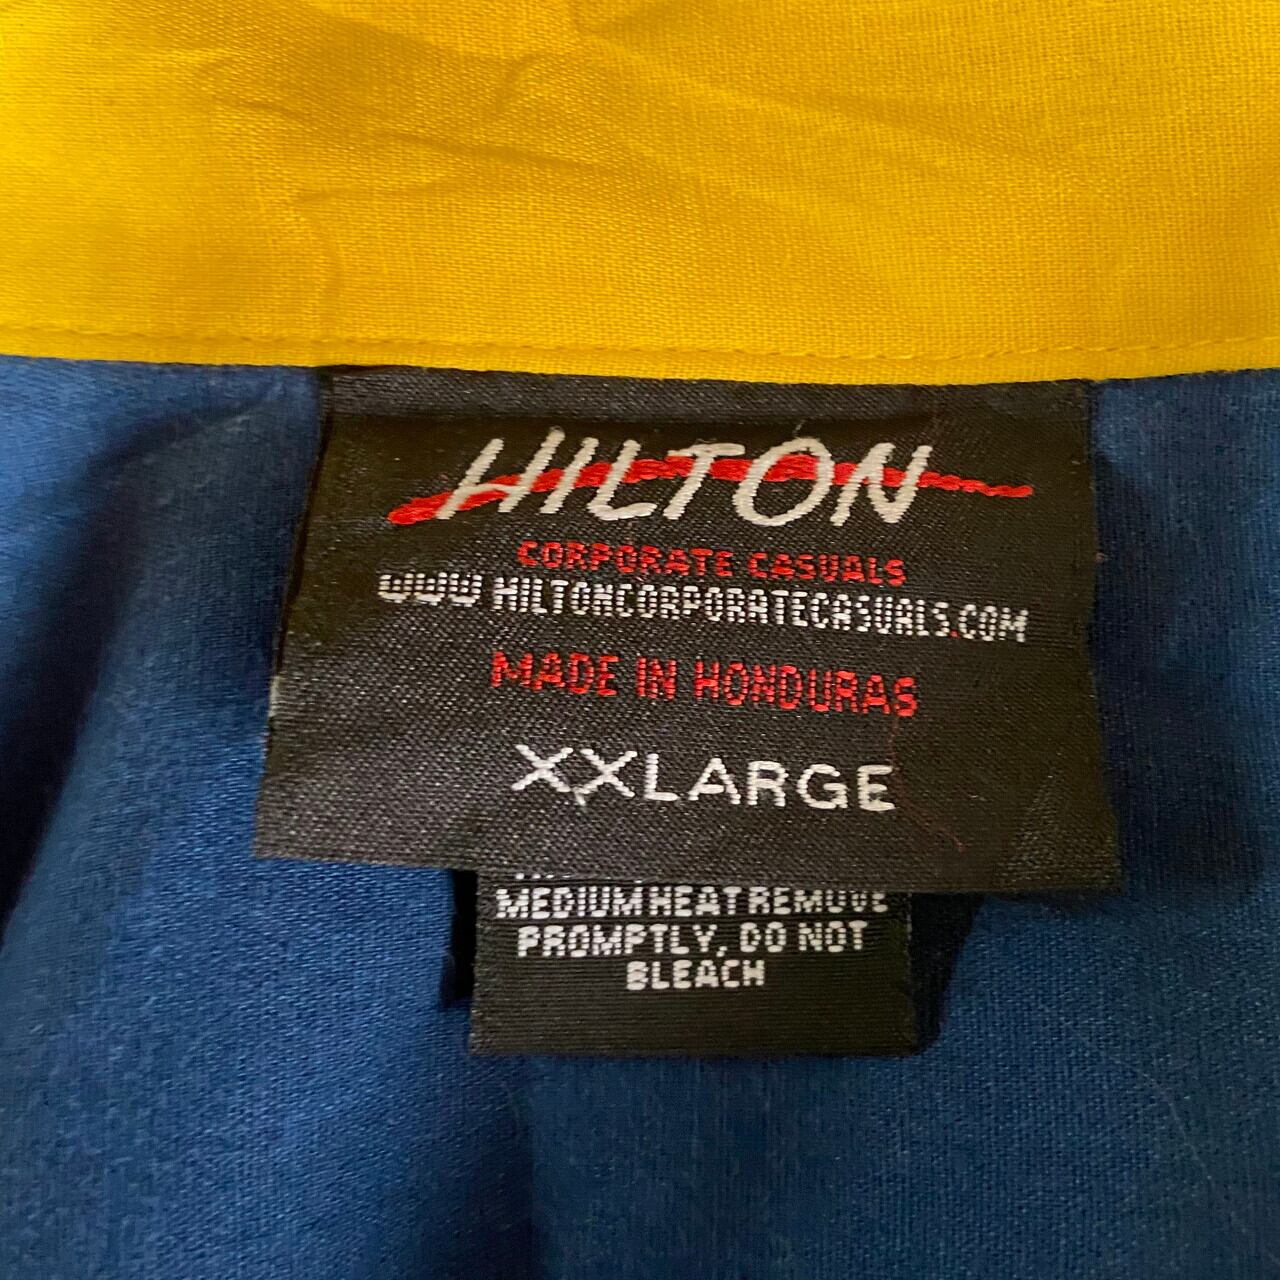 HILTON
CORPORATE CASUALS
WWW.HILTONCORPORATECASUALS.COM
MADE IN HONDURAS
XXLARGE
MEDIUM HEAT REMOVE
PROMPTLY, DO NOT
BLEACH